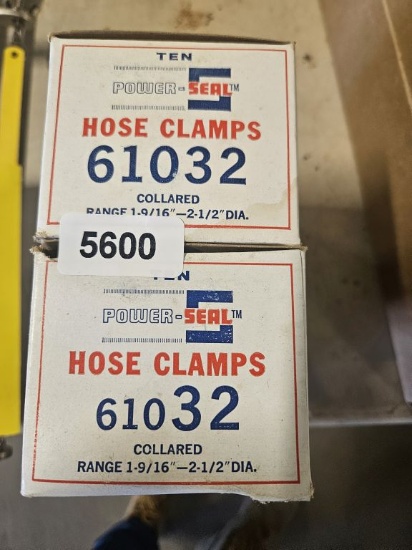 TEN
POWER-SEAL™
HOSE CLAMPS
61032
COLLARED
RANGE 1-9/16"—2-1/2"DIA.
5600
TEN
POWER-SEAL™
HOSE CLAMPS
61032
COLLARED
RANGE 1-9/16"—2-1/2"DIA.